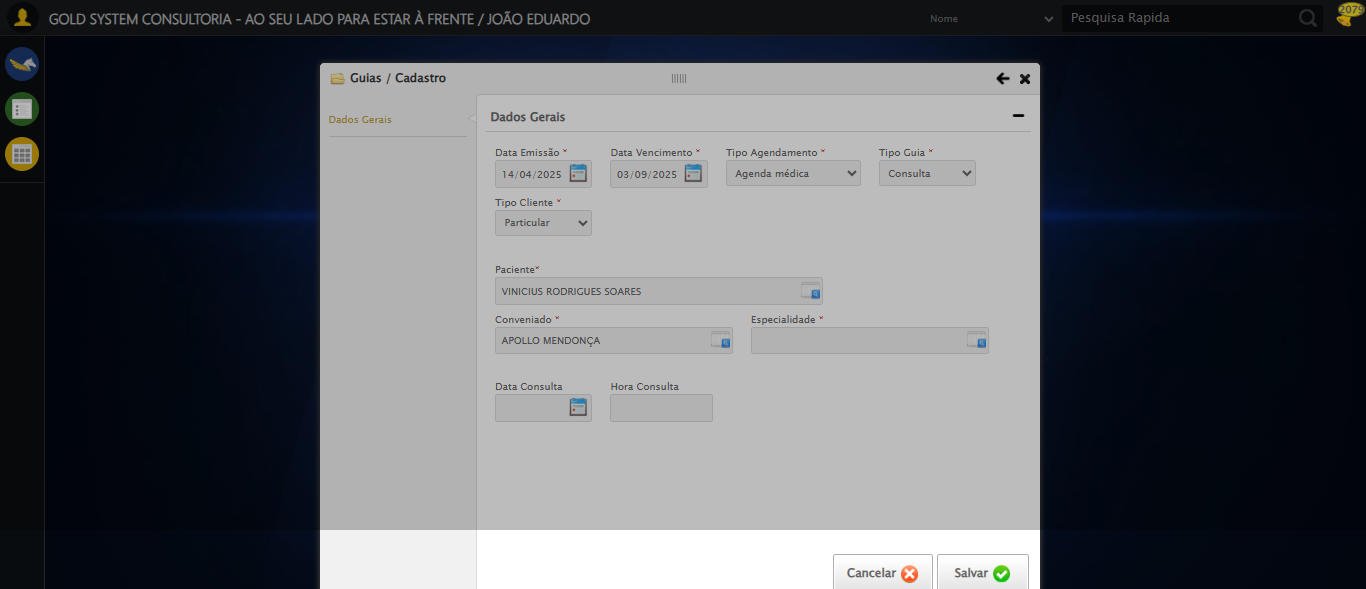 GOLD SYSTEM CONSULTORIA - AO SEU LADO PARA ESTAR À FRENTE / JOÃO EDUARDO
Nome
Pesquisa Rapida
2079
Guias / Cadastro
Dados Gerais
Dados Gerais
Data Emissão * Data Vencimento * Tipo Agendamento * Tipo Guia *
14/04/2025 03/09/2025 Agenda médica Consulta
Tipo Cliente *
Particular
Paciente*
VINICIUS RODRIGUES SOARES
Conveniado * Especialidade *
APOLLO MENDONÇA
Data Consulta Hora Consulta
Cancelar Salvar